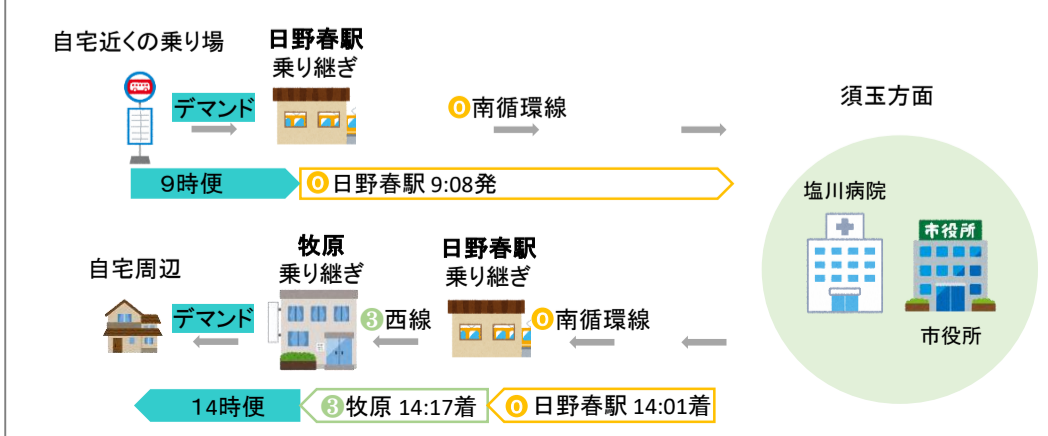 自宅近くの乗り場
日野春駅
乗り継ぎ
デマンド
⓪南循環線
須玉方面
9時便
⓪日野春駅 9:08発
塩川病院
市役所
市役所
自宅周辺
デマンド
牧原
乗り継ぎ
❸西線
日野春駅
乗り継ぎ
⓪南循環線
14時便
❸牧原 14:17着
⓪日野春駅 14:01着